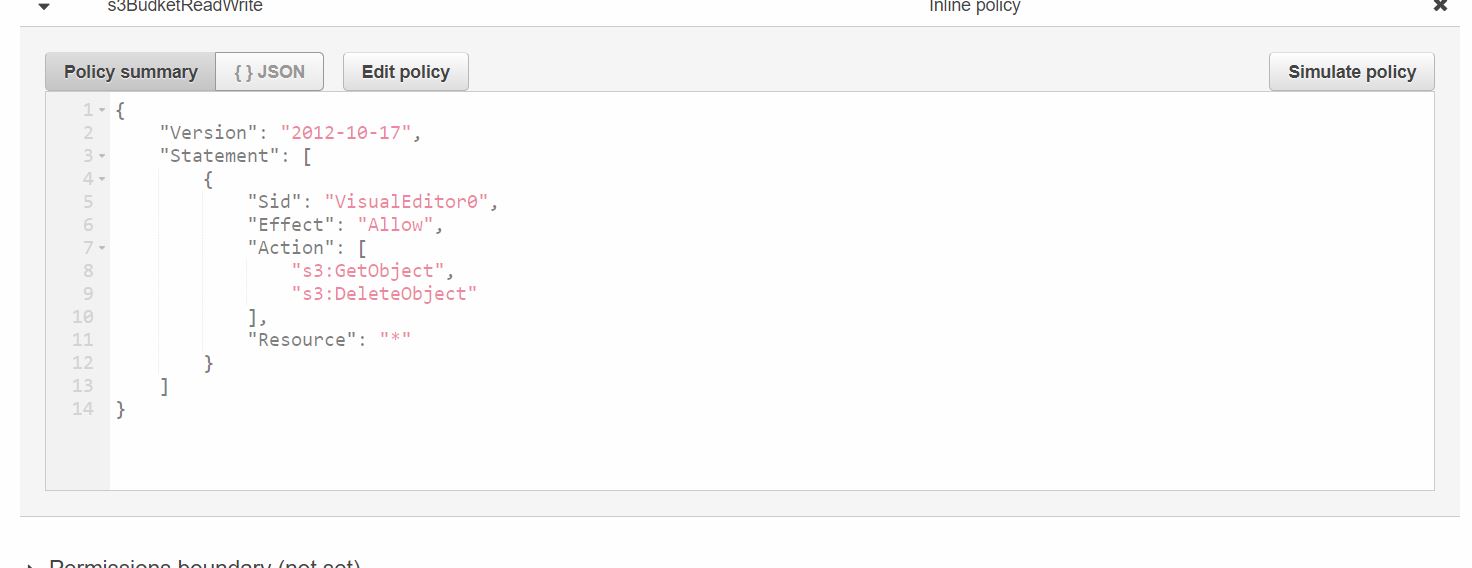 s3BudketReadWrite Inline policy ✖
Policy summary { } JSON Edit policy Simulate policy
1 {
2 "Version": "2012-10-17",
3 "Statement": [
4 {
5 "Sid": "VisualEditor0",
6 "Effect": "Allow",
7 "Action": [
8 "s3:GetObject",
9 "s3:DeleteObject"
10 ],
11 "Resource": "*"
12 }
13 ]
14 }
Permissions boundary (not set)